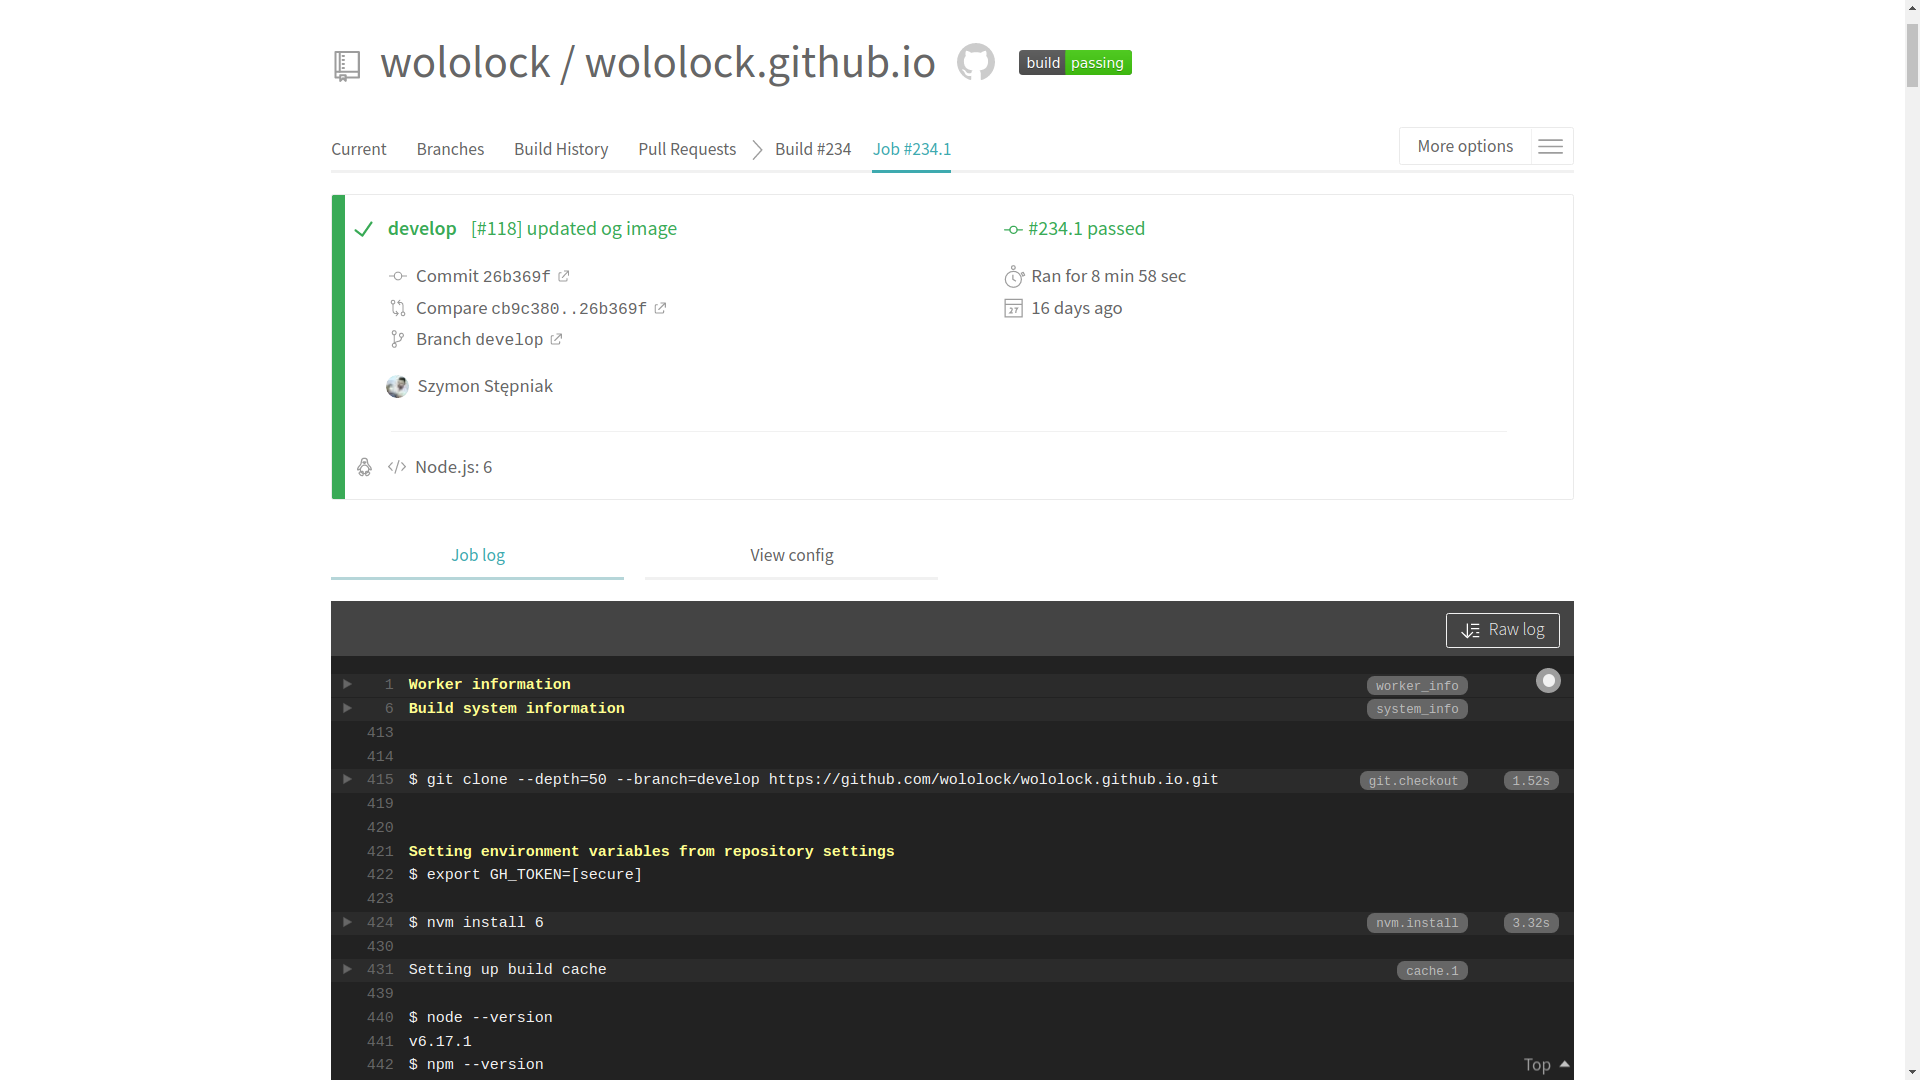 wololock / wololock.github.io build passing
Current Branches Build History Pull Requests Build #234 Job #234.1 More options
develop [#118] updated og image #234.1 passed
Commit 26b369f Ran for 8 min 58 sec
Compare cb9c380..26b369f 16 days ago
Branch develop
Szymon Stępniak
Node.js: 6
Job log View config
Raw log
1 Worker information worker_info
6 Build system information system_info
413
414
415 $ git clone --depth=50 --branch=develop https://github.com/wololock/wololock.github.io.git git.checkout 1.52s
419
420
421 Setting environment variables from repository settings
422 $ export GH_TOKEN=[secure]
423
424 $ nvm install 6 nvm.install 3.32s
430
431 Setting up build cache cache.1
439
440 $ node --version
441 v6.17.1
442 $ npm --version
Top